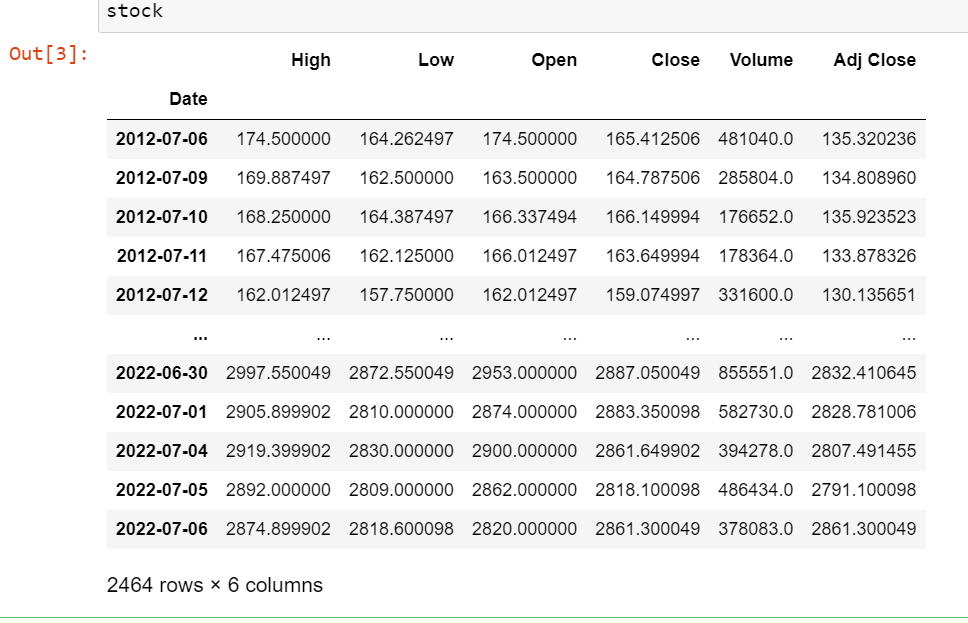 stock
Out[3]:
High Low Open Close Volume Adj Close
Date
2012-07-06 174.500000 164.262497 174.500000 165.412506 481040.0 135.320236
2012-07-09 169.887497 162.500000 163.500000 164.787506 285804.0 134.808960
2012-07-10 168.250000 164.387497 166.337494 166.149994 176652.0 135.923523
2012-07-11 167.475006 162.125000 166.012497 163.649994 178364.0 133.878326
2012-07-12 162.012497 157.750000 162.012497 159.074997 331600.0 130.135651
... ... ... ... ... ... ...
2022-06-30 2997.550049 2872.550049 2953.000000 2887.050049 855551.0 2832.410645
2022-07-01 2905.899902 2810.000000 2874.000000 2883.350098 582730.0 2828.781006
2022-07-04 2919.399902 2830.000000 2900.000000 2861.649902 394278.0 2807.491455
2022-07-05 2892.000000 2809.000000 2862.000000 2818.100098 486434.0 2791.100098
2022-07-06 2874.899902 2818.600098 2820.000000 2861.300049 378083.0 2861.300049
2464 rows × 6 columns